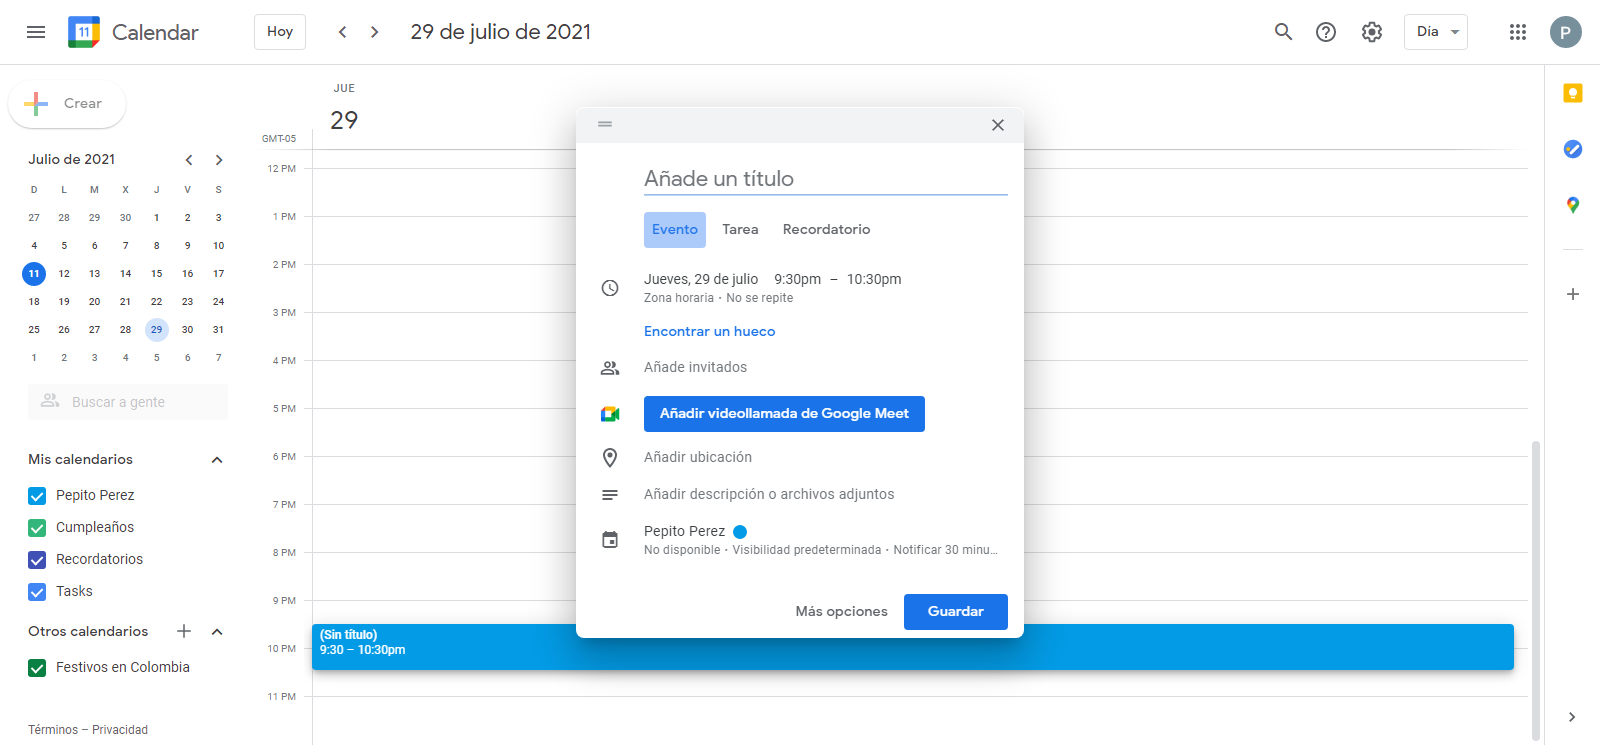 11 Calendar Hoy 29 de julio de 2021 Día P
Crear
Julio de 2021
D L M X J V S
27 28 29 30 1 2 3
4 5 6 7 8 9 10
11 12 13 14 15 16 17
18 19 20 21 22 23 24
25 26 27 28 29 30 31
1 2 3 4 5 6 7
Buscar a gente
Mis calendarios
Pepito Perez
Cumpleaños
Recordatorios
Tasks
Otros calendarios
Festivos en Colombia
Términos – Privacidad
JUE
29
GMT-05
12 PM
1 PM
2 PM
3 PM
4 PM
5 PM
6 PM
7 PM
8 PM
9 PM
10 PM
11 PM
(Sin título)
9:30 – 10:30pm
Añade un título
Evento Tarea Recordatorio
Jueves, 29 de julio 9:30pm – 10:30pm
Zona horaria · No se repite
Encontrar un hueco
Añade invitados
Añadir videollamada de Google Meet
Añadir ubicación
Añadir descripción o archivos adjuntos
Pepito Perez
No disponible · Visibilidad predeterminada · Notificar 30 minu...
Más opciones Guardar